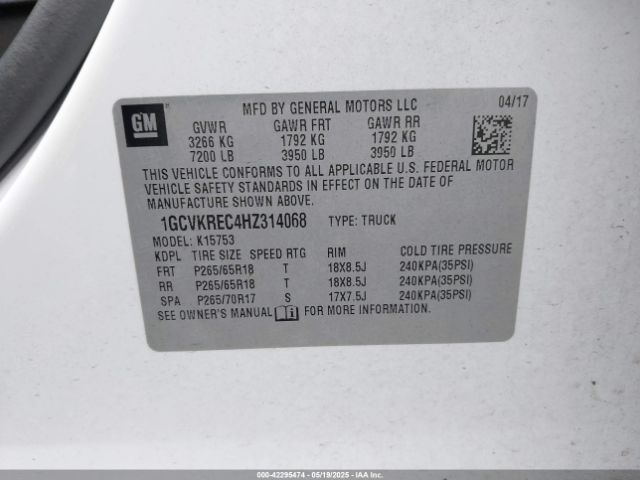 GM
MFD BY GENERAL MOTORS LLC 04/17
GVWR GAWR FRT GAWR RR
3266 KG 1792 KG 1792 KG
7200 LB 3950 LB 3950 LB
THIS VEHICLE CONFORMS TO ALL APPLICABLE U.S. FEDERAL MOTOR
VEHICLE SAFETY STANDARDS IN EFFECT ON THE DATE OF
MANUFACTURE SHOWN ABOVE.
1GCVKREC4HZ314068 TYPE: TRUCK
MODEL: K15753
KDPL TIRE SIZE SPEED RTG RIM COLD TIRE PRESSURE
FRT P265/65R18 T 18X8.5J 240KPA(35PSI)
RR P265/65R18 T 18X8.5J 240KPA(35PSI)
SPA P265/70R17 S 17X7.5J 240KPA(35PSI)
SEE OWNER'S MANUAL FOR MORE INFORMATION.
000-42295474 - 05/19/2025 - IAA Inc.